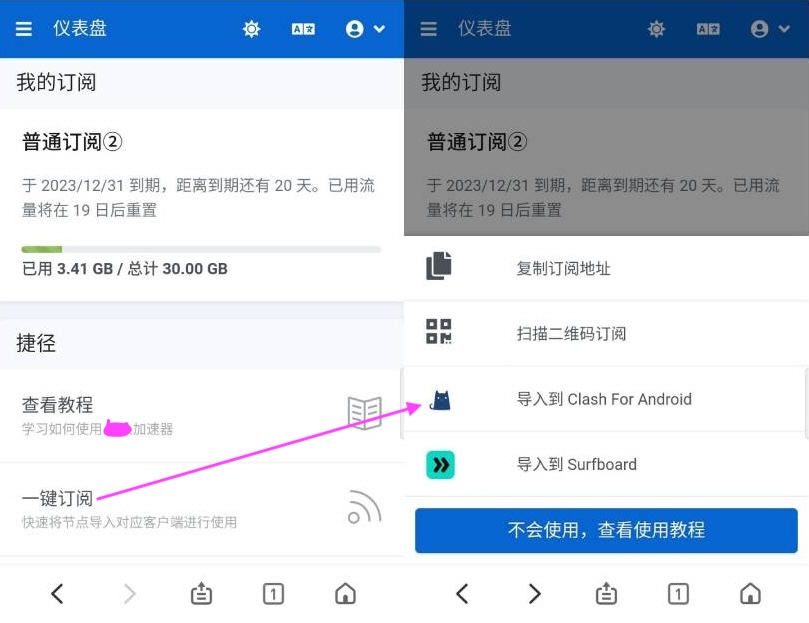 仪表盘
我的订阅
普通订阅②
于 2023/12/31 到期，距离到期还有 20 天。已用流
量将在 19 日后重置
已用 3.41 GB / 总计 30.00 GB
捷径
查看教程
学习如何使用 加速器
一键订阅
快速将节点导入对应客户端进行使用
1
仪表盘
我的订阅
普通订阅②
于 2023/12/31 到期，距离到期还有 20 天。已用流
量将在 19 日后重置
复制订阅地址
扫描二维码订阅
导入到 Clash For Android
导入到 Surfboard
不会使用，查看使用教程
1